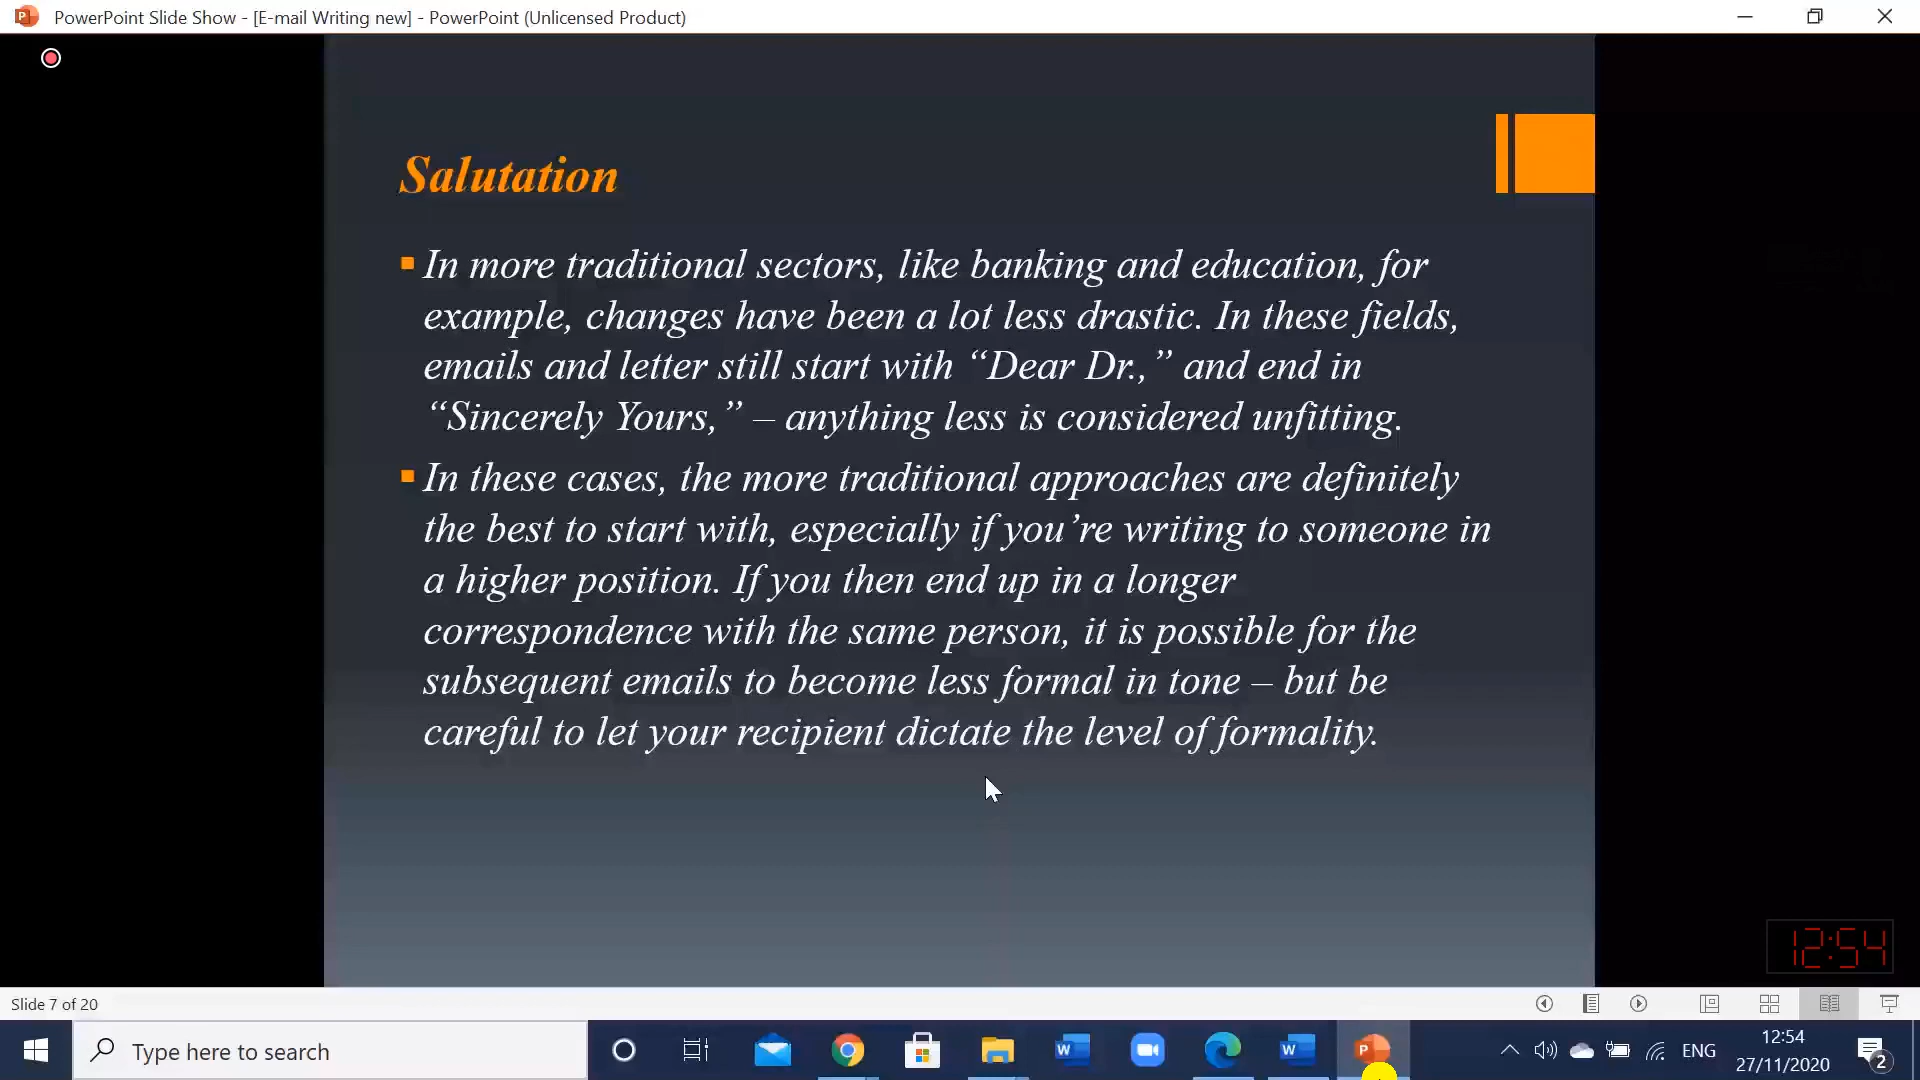 PowerPoint Slide Show - [E-mail Writing new] - PowerPoint (Unlicensed Product)
Salutation
In more traditional sectors, like banking and education, for
example, changes have been a lot less drastic. In these fields,
emails and letter still start with “Dear Dr.,” and end in
“Sincerely Yours,” – anything less is considered unfitting.
In these cases, the more traditional approaches are definitely
the best to start with, especially if you’re writing to someone in
a higher position. If you then end up in a longer
correspondence with the same person, it is possible for the
subsequent emails to become less formal in tone – but be
careful to let your recipient dictate the level of formality.
12:54
Slide 7 of 20
Type here to search
ENG
12:54
27/11/2020
2